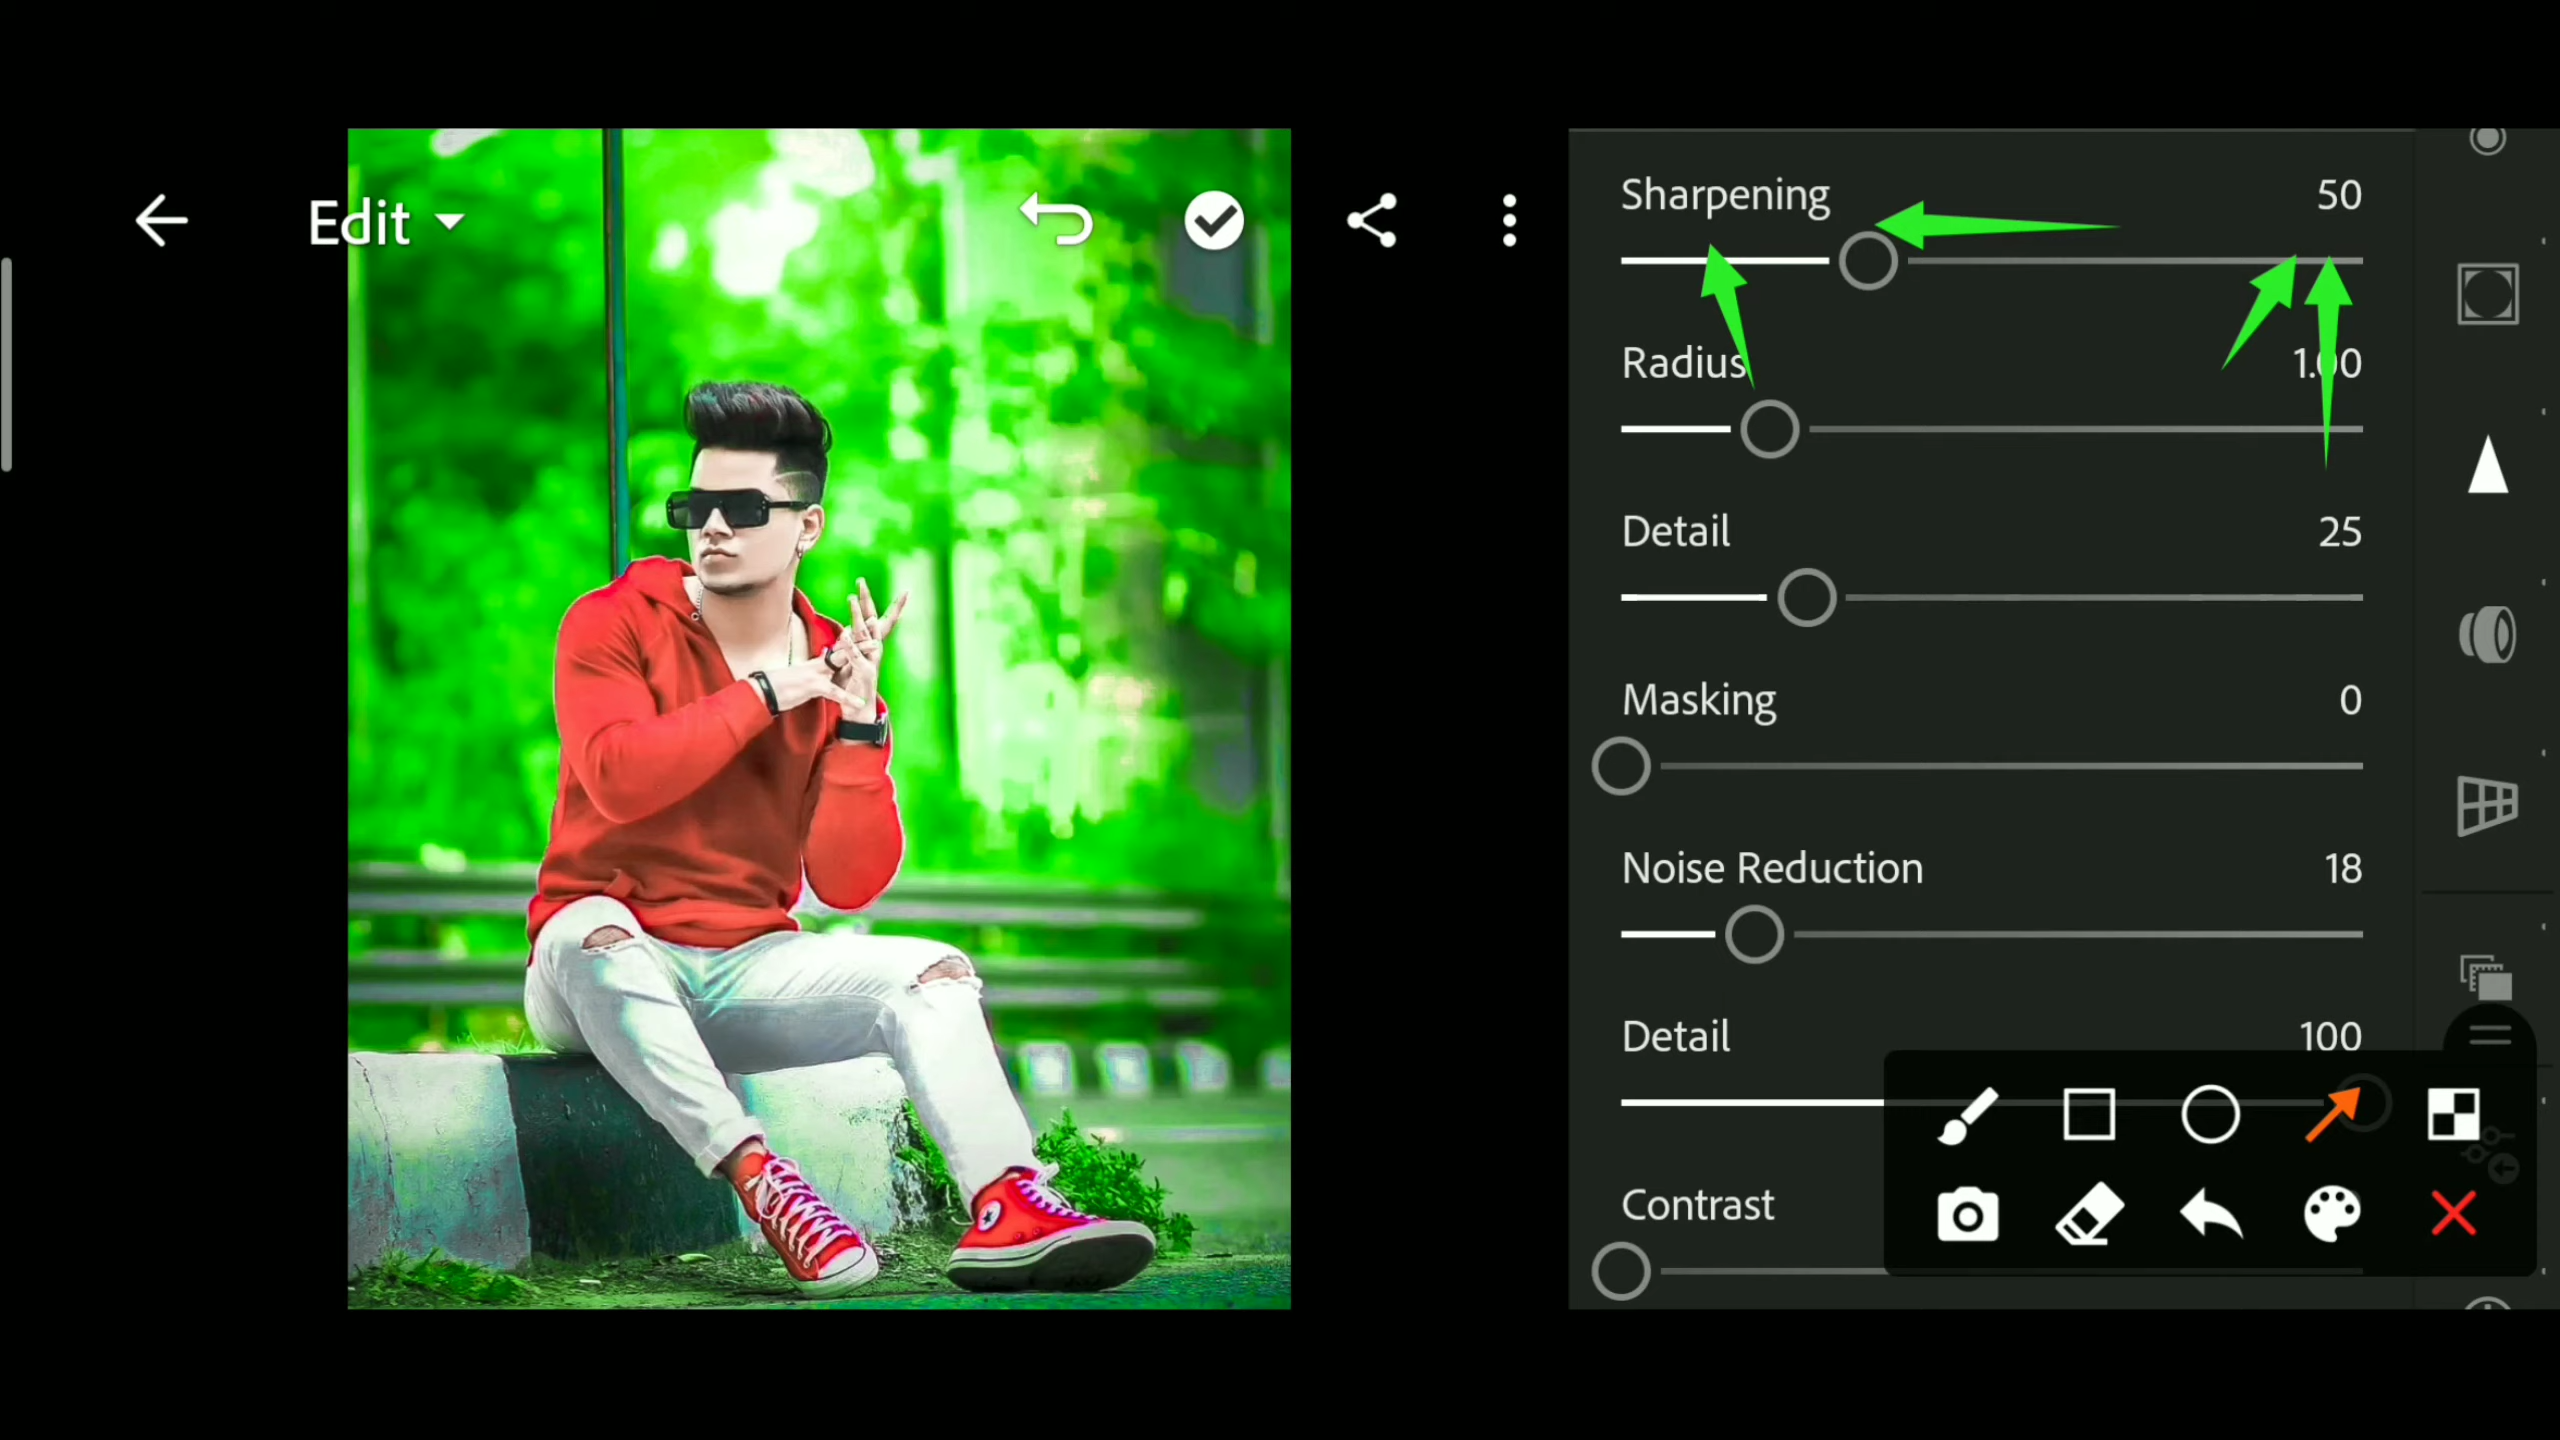 Edit
Sharpening 50
Radius 1.00
Detail 25
Masking 0
Noise Reduction 18
Detail 100
Contrast